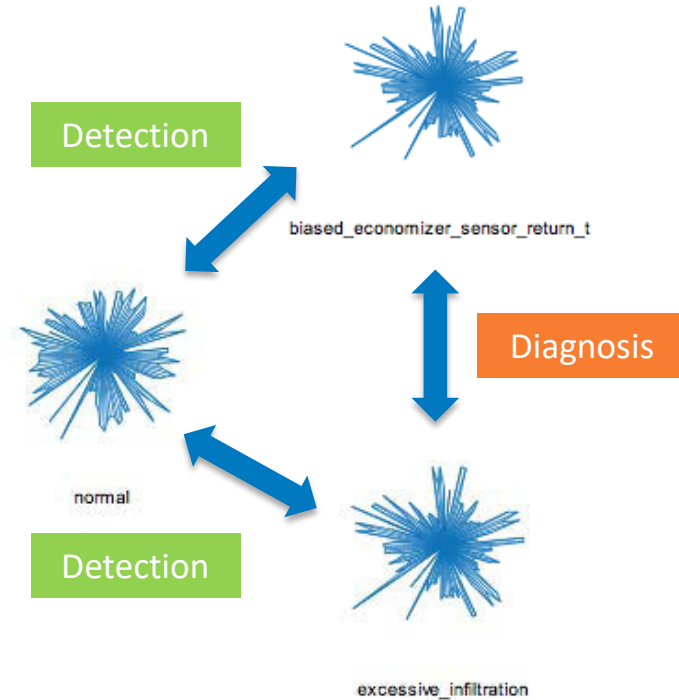 Detection
biased_economizer_sensor_return_t
Diagnosis
normal
Detection
excessive_infiltration